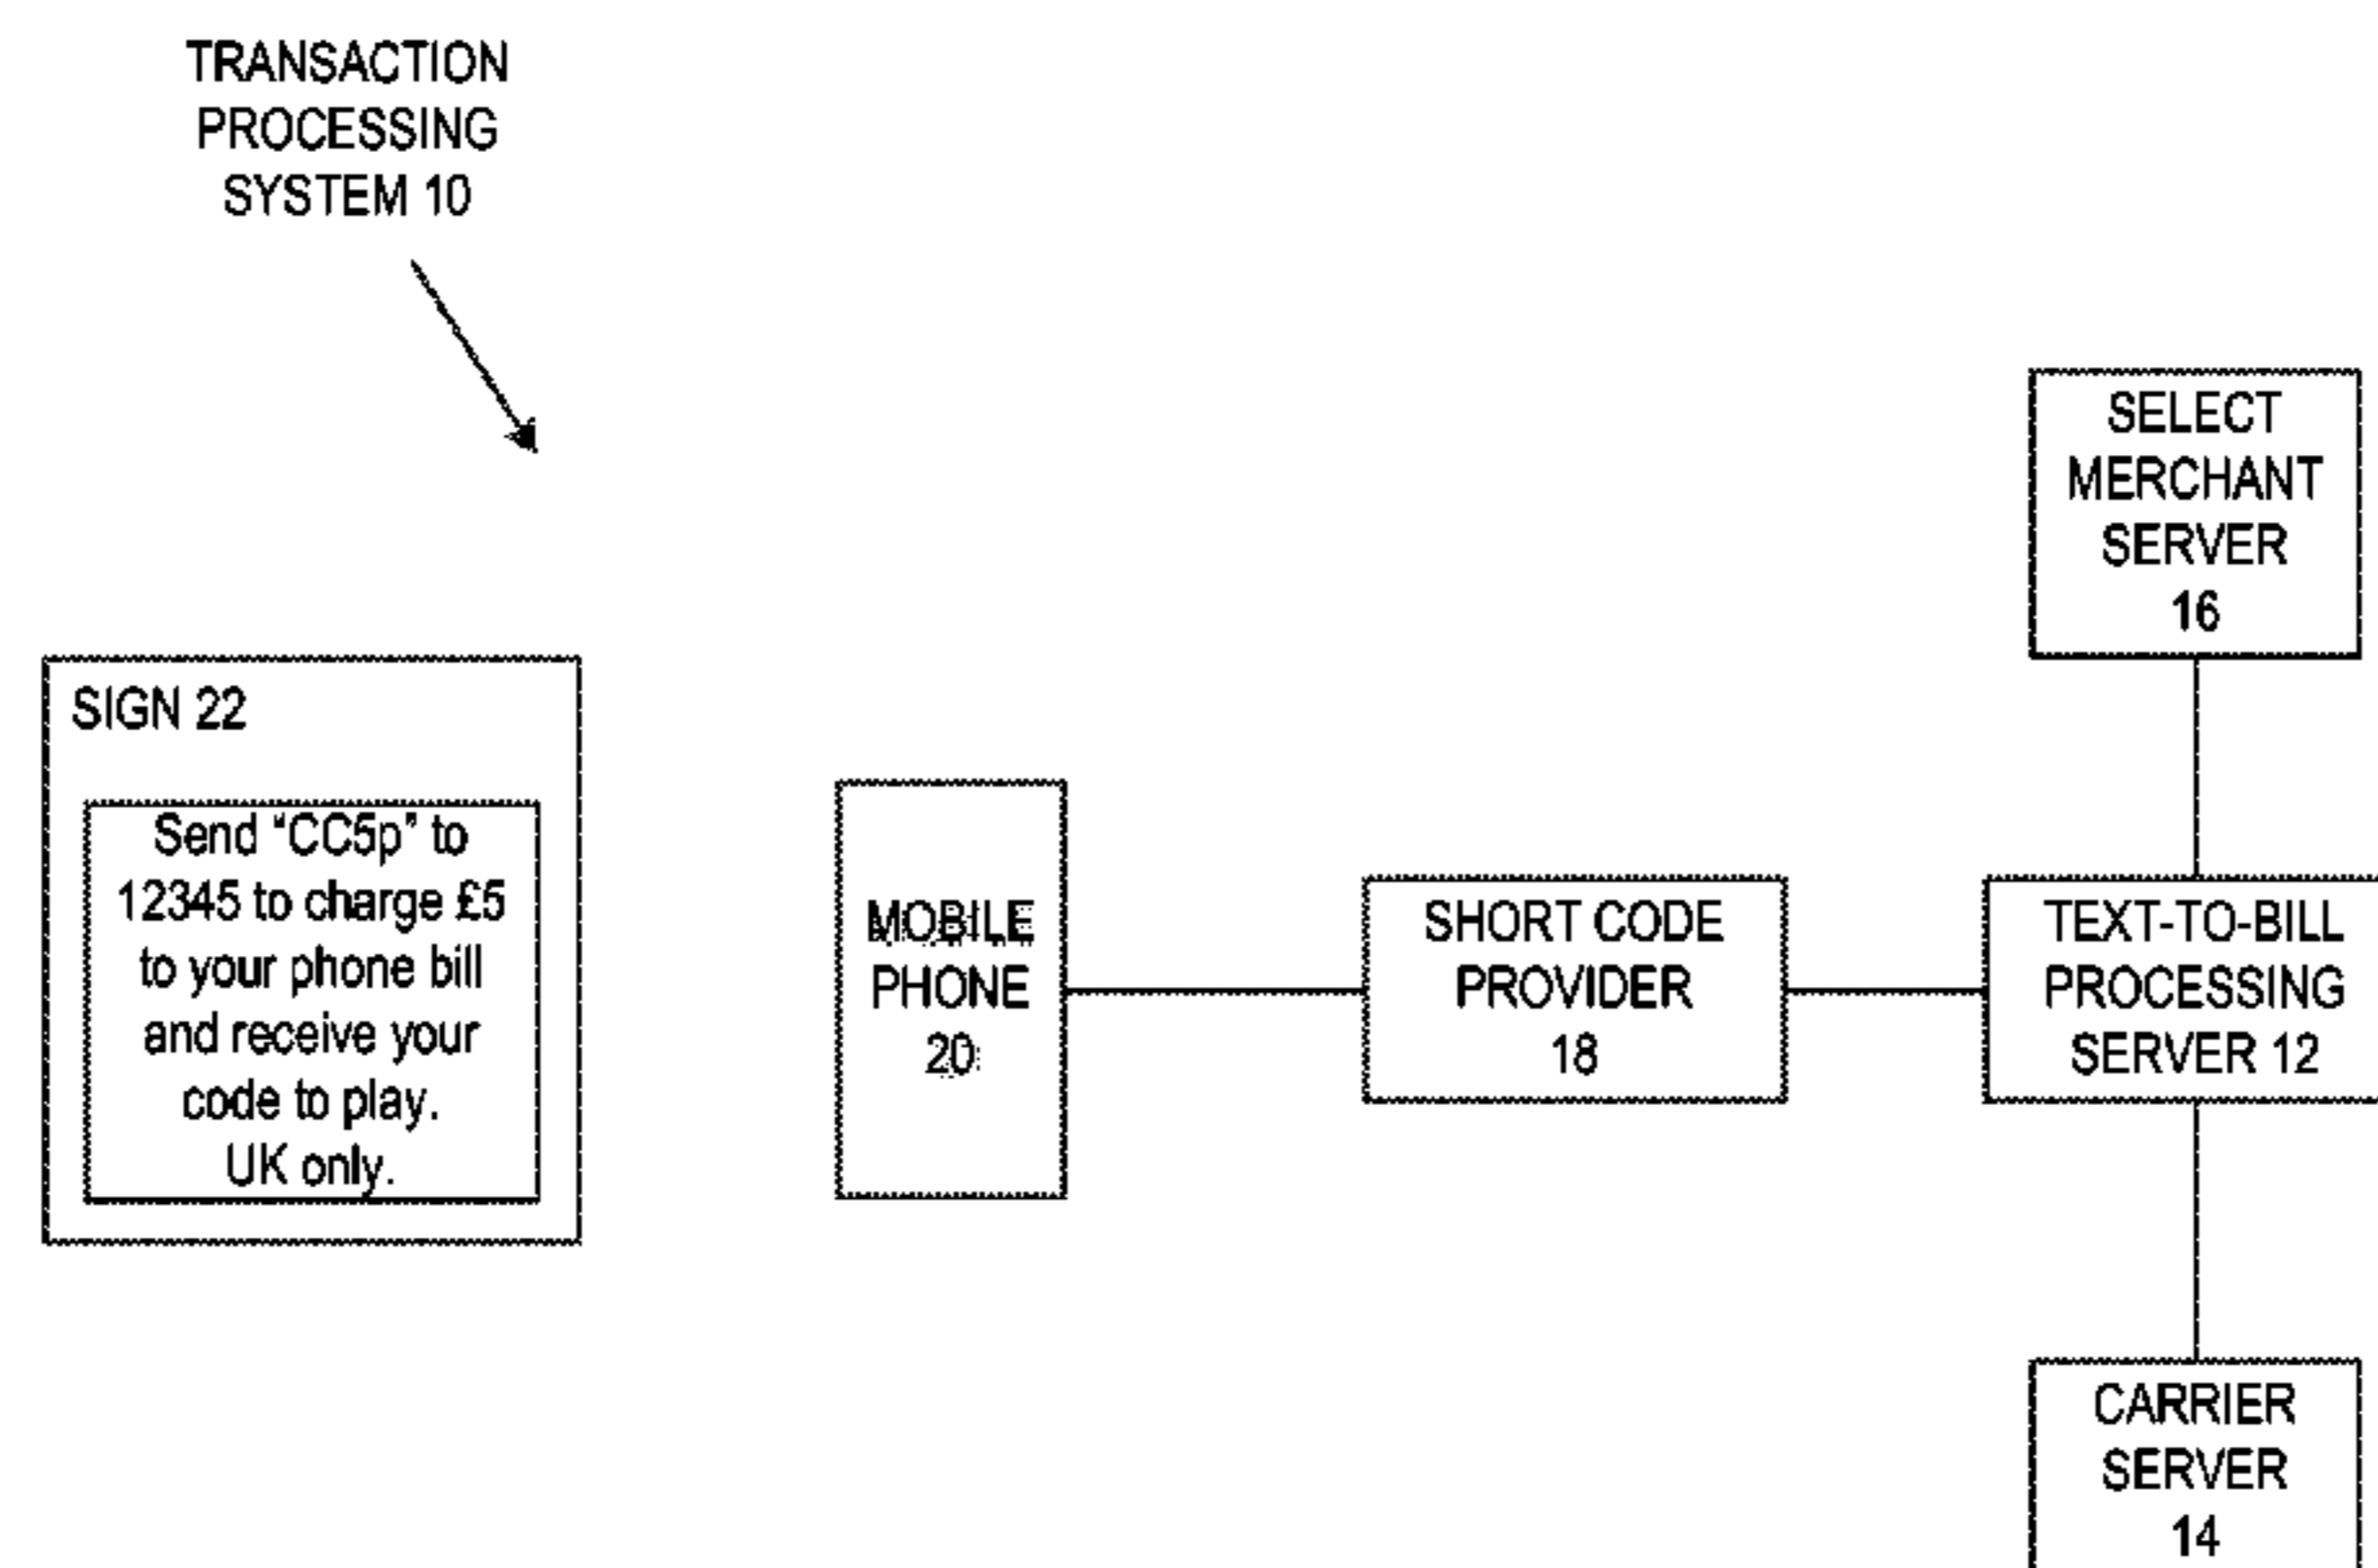 TRANSACTION
PROCESSING
SYSTEM 10
SIGN 22
Send “CC5p” to
12345 to charge £5
to your phone bill
and receive your
code to play.
UK only.
MOBILE
PHONE
20
SHORT CODE
PROVIDER
18
SELECT
MERCHANT
SERVER
16
TEXT-TO-BILL
PROCESSING
SERVER 12
CARRIER
SERVER
14